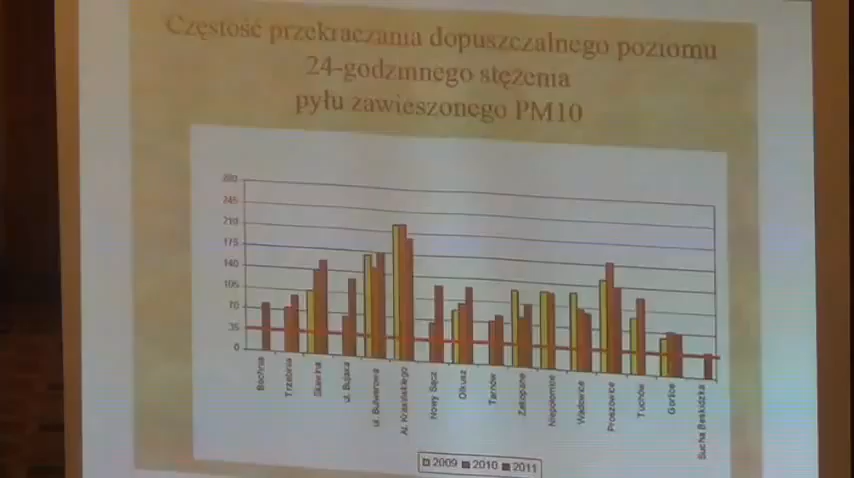 Częstość przekraczania dopuszczalnego poziomu
24-godzinnego stężenia
pyłu zawieszonego PM10
280
245
210
175
140
105
70
35
0
Bochnia
Trzebinia
Skawina
ul. Bujaka
ul. Bulwarowa
Al. Krasińskiego
Nowy Sącz
Olkusz
Tarnów
Zakopane
Niepołomice
Wadowice
Proszowice
Tuchów
Gorlice
Sucha Beskidzka
2009 2010 2011